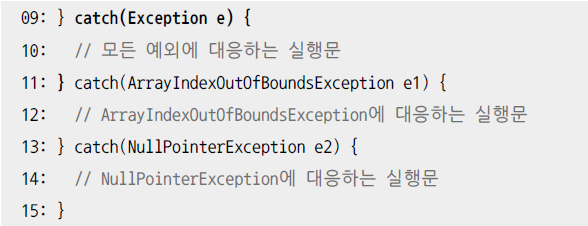 09: } catch(Exception e) {
10: // 모든 예외에 대응하는 실행문
11: } catch(ArrayIndexOutOfBoundsException e1) {
12: // ArrayIndexOutOfBoundsException에 대응하는 실행문
13: } catch(NullPointerException e2) {
14: // NullPointerException에 대응하는 실행문
15: }